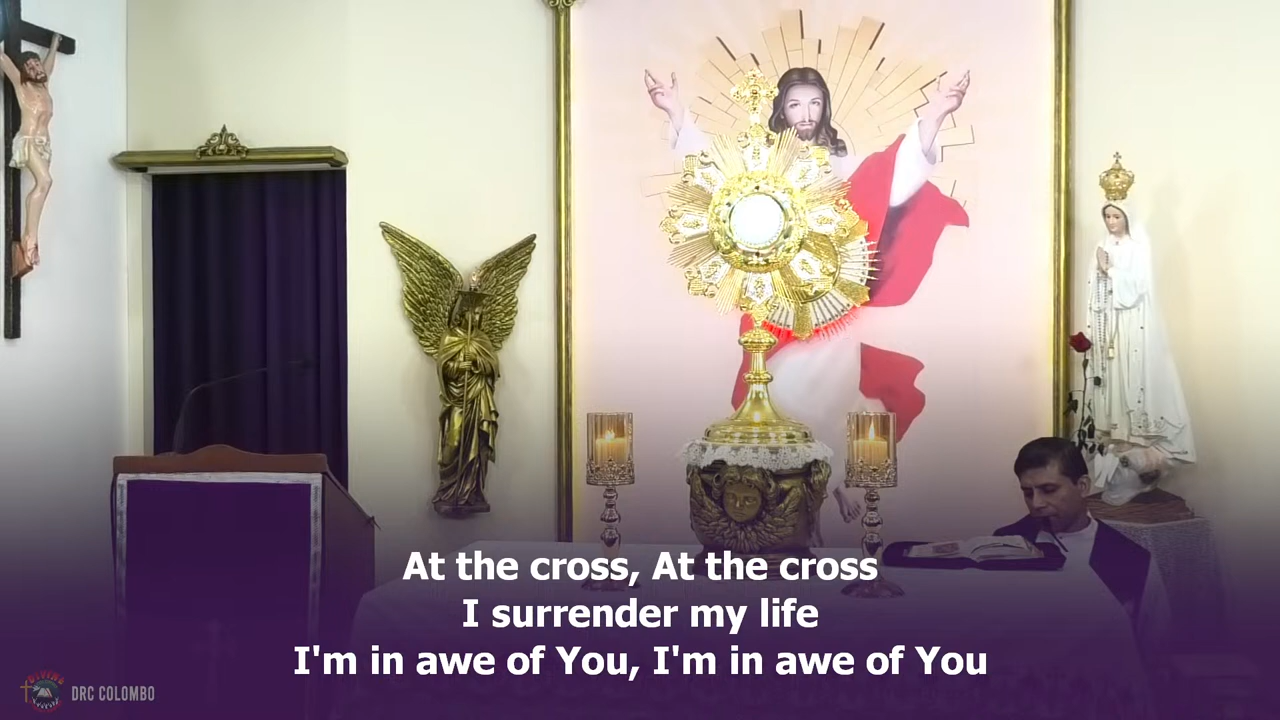 At the cross, At the cross
I surrender my life
I'm in awe of You, I'm in awe of You
DIVINE
DRC COLOMBO